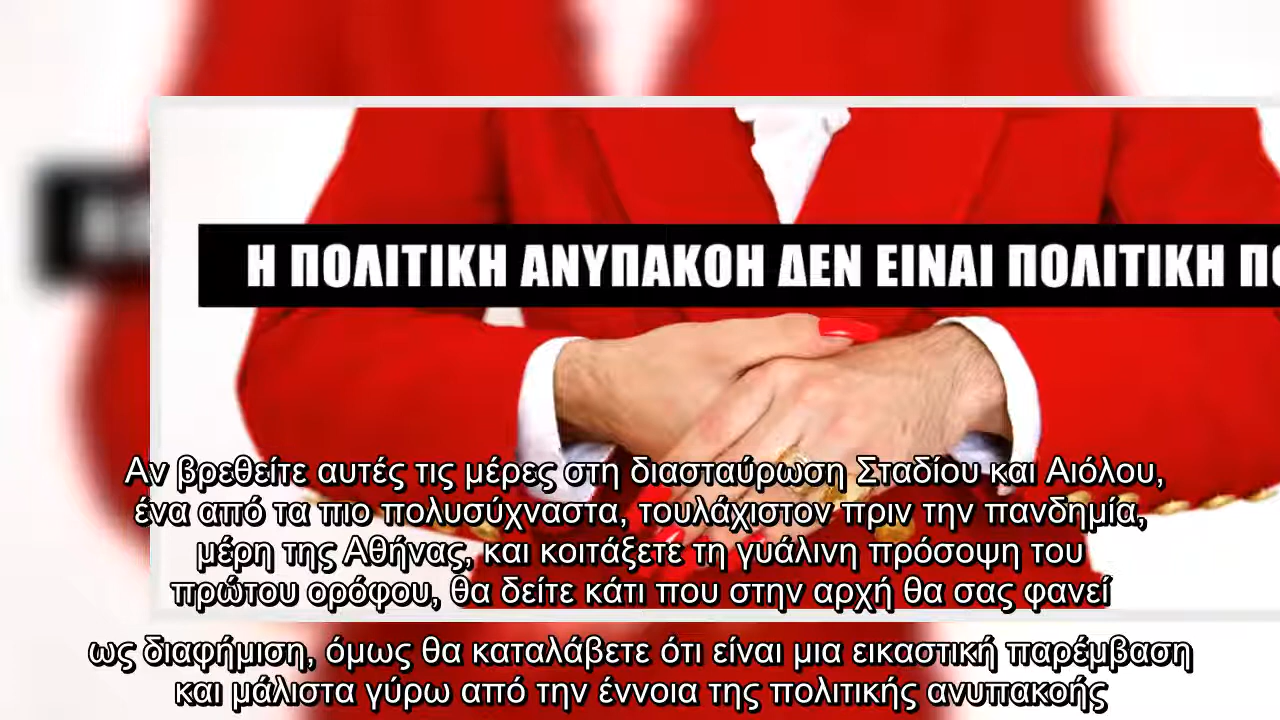 Η ΠΟΛΙΤΙΚΗ ΑΝΥΠΑΚΟΗ ΔΕΝ ΕΙΝΑΙ ΠΟΛΙΤΙΚΗ
Αν βρεθείτε αυτές τις μέρες στη διασταύρωση Σταδίου και Αιόλου,
ένα από τα πιο πολυσύχναστα, τουλάχιστον πριν την πανδημία,
μέρη της Αθήνας, και κοιτάξετε τη γυάλινη πρόσοψη του
πρώτου ορόφου, θα δείτε κάτι που στην αρχή θα σας φανεί
ως διαφήμιση, όμως θα καταλάβετε ότι είναι μια εικαστική παρέμβαση
και μάλιστα γύρω από την έννοια της πολιτικής ανυπακοής